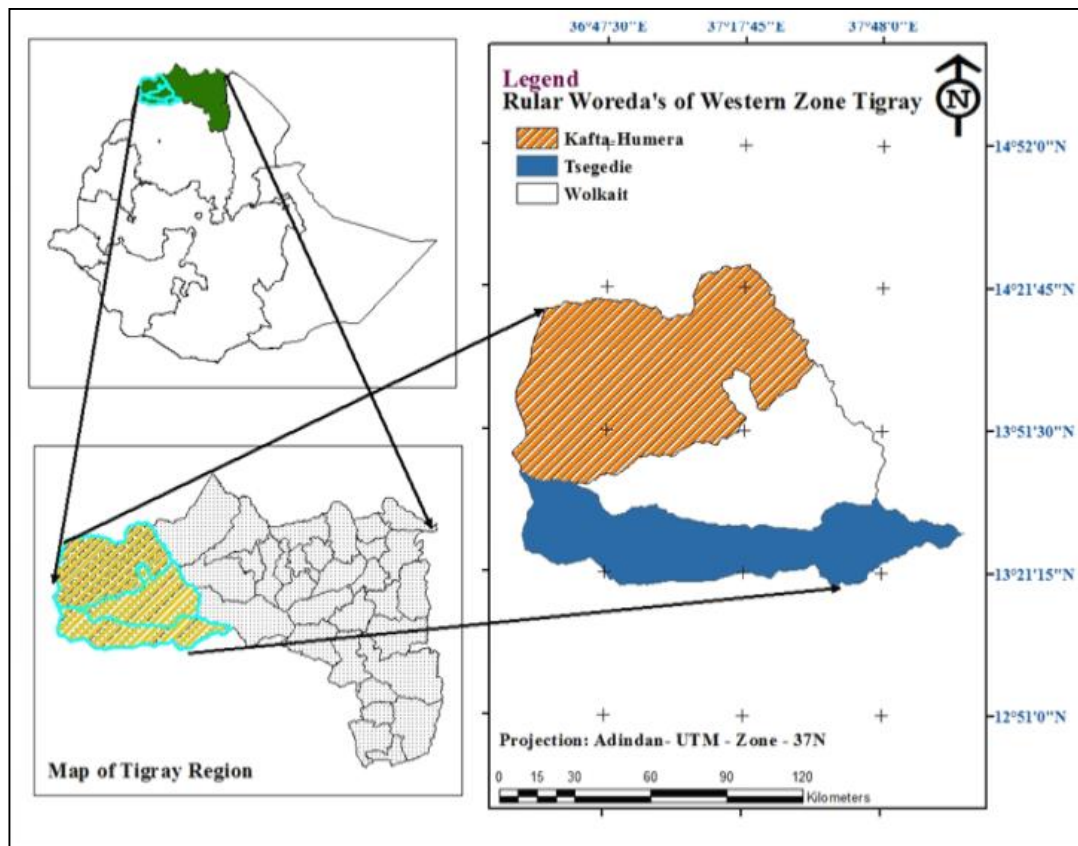 36°47'30"E 37°17'45"E 37°48'0"E
Legend
Rular Woreda's of Western Zone Tigray
N
Kafta-Humera
Tsegedie
Wolkait
14°52'0"N
14°21'45"N
13°51'30"N
13°21'15"N
12°51'0"N
Projection: Adindan- UTM - Zone - 37N
0 15 30 60 90 120
Kilometers
Map of Tigray Region